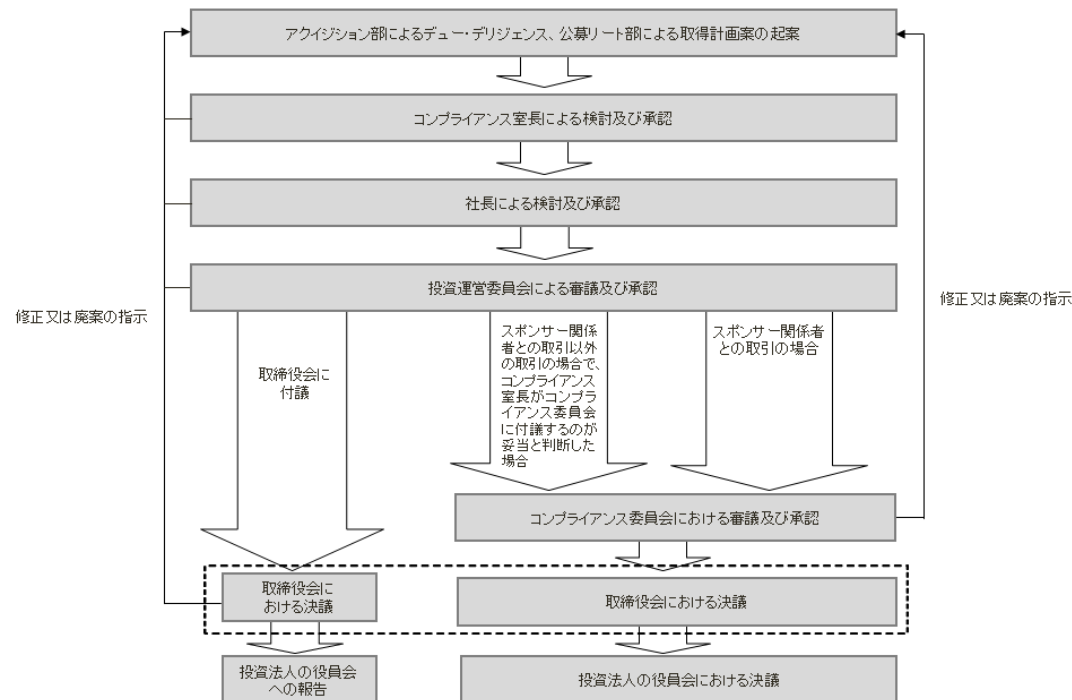 アクイジション部によるデュー・デリジェンス、公募リート部による取得計画案の起案
コンプライアンス室長による検討及び承認
社長による検討及び承認
投資運営委員会による審議及び承認
修正又は廃案の指示
修正又は廃案の指示
取締役会に
付議
スポンサー関係
者との取引以外
の取引の場合で、
コンプライアンス
室長がコンプラ
イアンス委員会
に付議するのが
妥当と判断した
場合
スポンサー関係者
との取引の場合
コンプライアンス委員会における審議及び承認
取締役会に
おける決議
取締役会における決議
投資法人の役員会
への報告
投資法人の役員会における決議